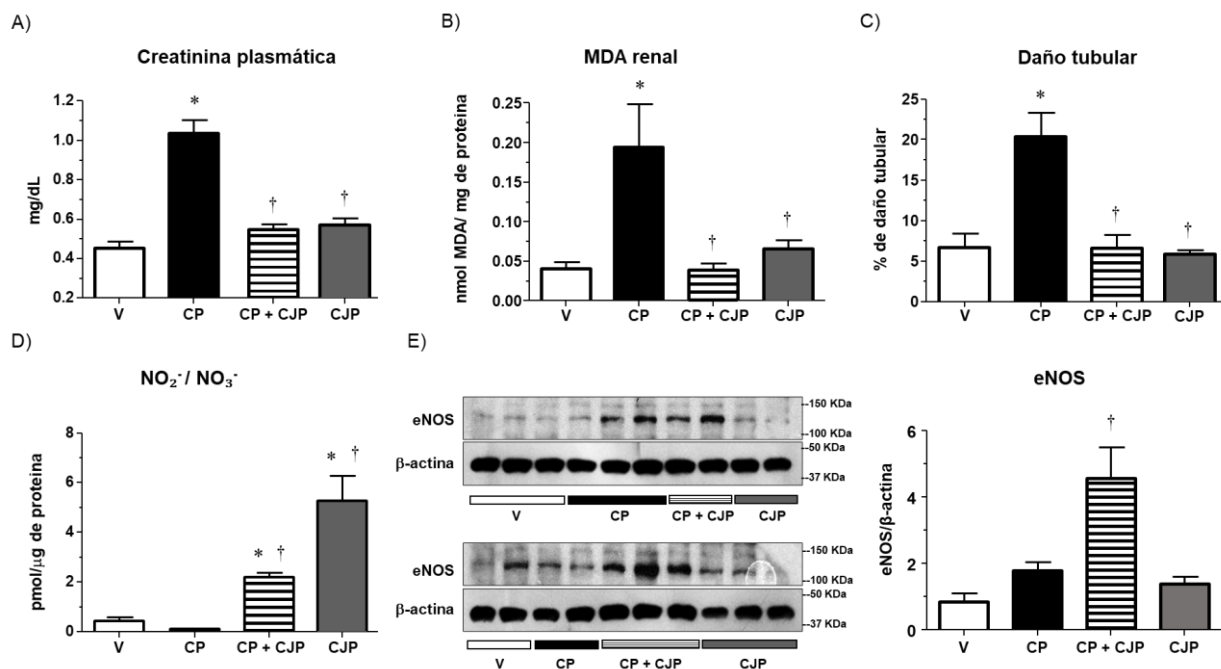 A)
Creatinina plasmática
mg/dL
1.2
1.0
0.8
0.6
0.4
0.2
*
†
†
V
CP
CP + CJP
CJP
B)
MDA renal
nmol MDA/ mg de proteina
0.25
0.20
0.15
0.10
0.05
0.00
*
†
†
V
CP
CP + CJP
CJP
C)
Daño tubular
% de daño tubular
25
20
15
10
5
0
*
†
†
V
CP
CP + CJP
CJP
D)
NO₂⁻/ NO₃⁻
pmol/µg de proteina
8
6
4
2
0
* †
* †
V
CP
CP + CJP
CJP
E)
eNOS
--150 KDa
--100 KDa
β-actina
--50 KDa
--37 KDa
V
CP
CP + CJP
CJP
eNOS
--150 KDa
--100 KDa
β-actina
--50 KDa
--37 KDa
V
CP
CP + CJP
CJP
eNOS
eNOS/β-actina
6
4
2
0
†
V
CP
CP + CJP
CJP